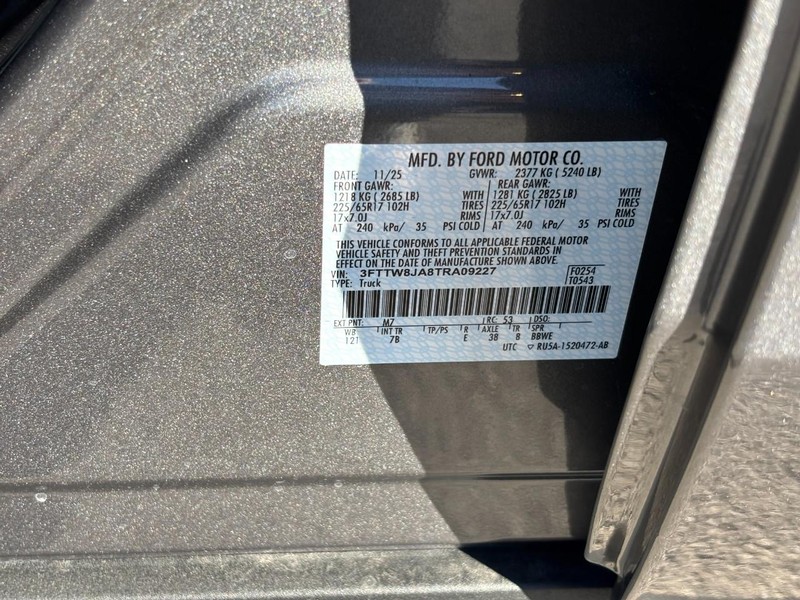 MFD. BY FORD MOTOR CO.
DATE: 11/25 GVWR: 2377 KG ( 5240 LB)
FRONT GAWR: REAR GAWR:
1218 KG ( 2685 LB) WITH 1281 KG ( 2825 LB) WITH
225/65R17 102H TIRES 225/65R17 102H TIRES
17x7.0J RIMS 17x7.0J RIMS
AT 240 kPa/ 35 PSI COLD AT 240 kPa/ 35 PSI COLD
THIS VEHICLE CONFORMS TO ALL APPLICABLE FEDERAL MOTOR
VEHICLE SAFETY AND THEFT PREVENTION STANDARDS IN
EFFECT ON THE DATE OF MANUFACTURE SHOWN ABOVE.
VIN: 3FTTW8JA8TRA09227 F0254
TYPE: Truck T0543
EXT PNT: M7 RC: 53 DSO:
WB INT TR TP/PS R AXLE TR SPR
121 7B E 38 8 BBWE
UTC RU5A-1520472-AB